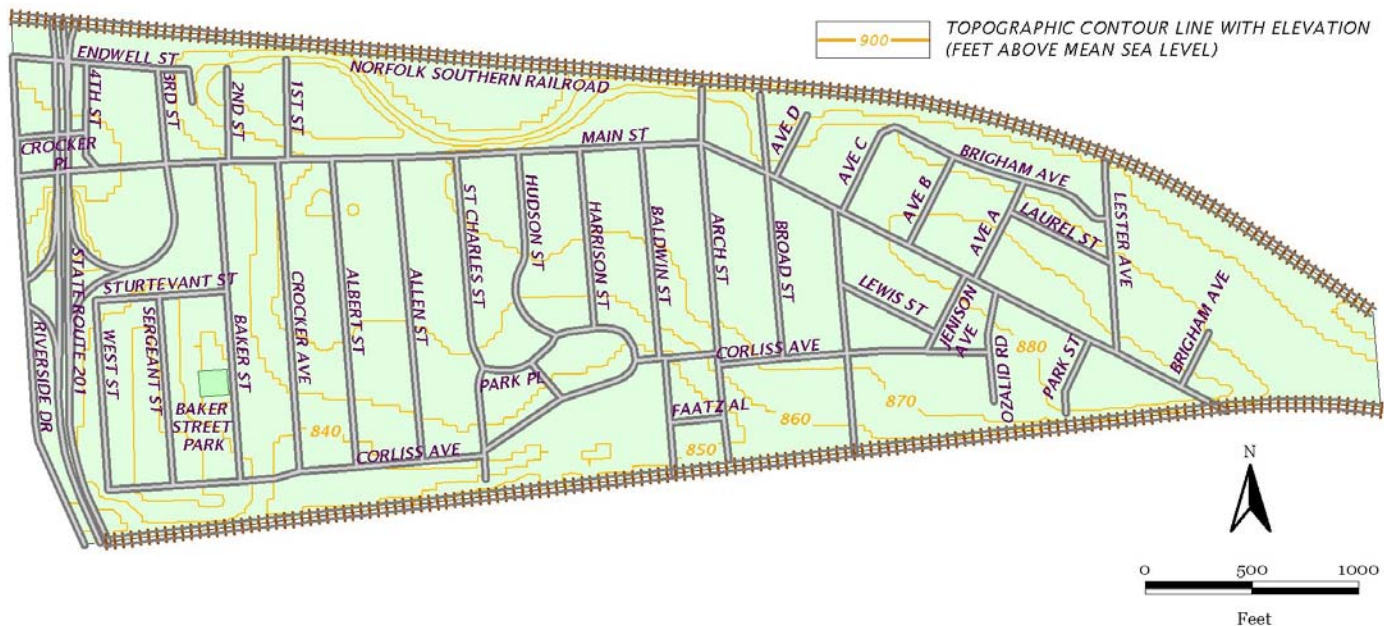 TOPOGRAPHIC CONTOUR LINE WITH ELEVATION
(FEET ABOVE MEAN SEA LEVEL)
900
ENDWELL ST
NORFOLK SOUTHERN RAILROAD
4TH ST
3RD ST
2ND ST
1ST ST
CROCKER
PL
MAIN ST
AVE D
AVE C
AVE B
AVE A
BRIGHAM AVE
LAUREL ST
LESTER AVE
BRIGHAM AVE
STATE ROUTE 201
RIVERSIDE DR
STURTEVANT ST
WEST ST
SERGEANT ST
BAKER ST
BAKER
STREET
PARK
CROCKER AVE
ALBERT ST
ALLEN ST
ST CHARLES ST
HUDSON ST
HARRISON ST
BALDWIN ST
ARCH ST
BROAD ST
LEWIS ST
JENISON
AVE
OZALID RD
PARK ST
PARK PL
CORLISS AVE
FAATZ AL
CORLISS AVE
840
850
860
870
880
N
0
500
1000
Feet